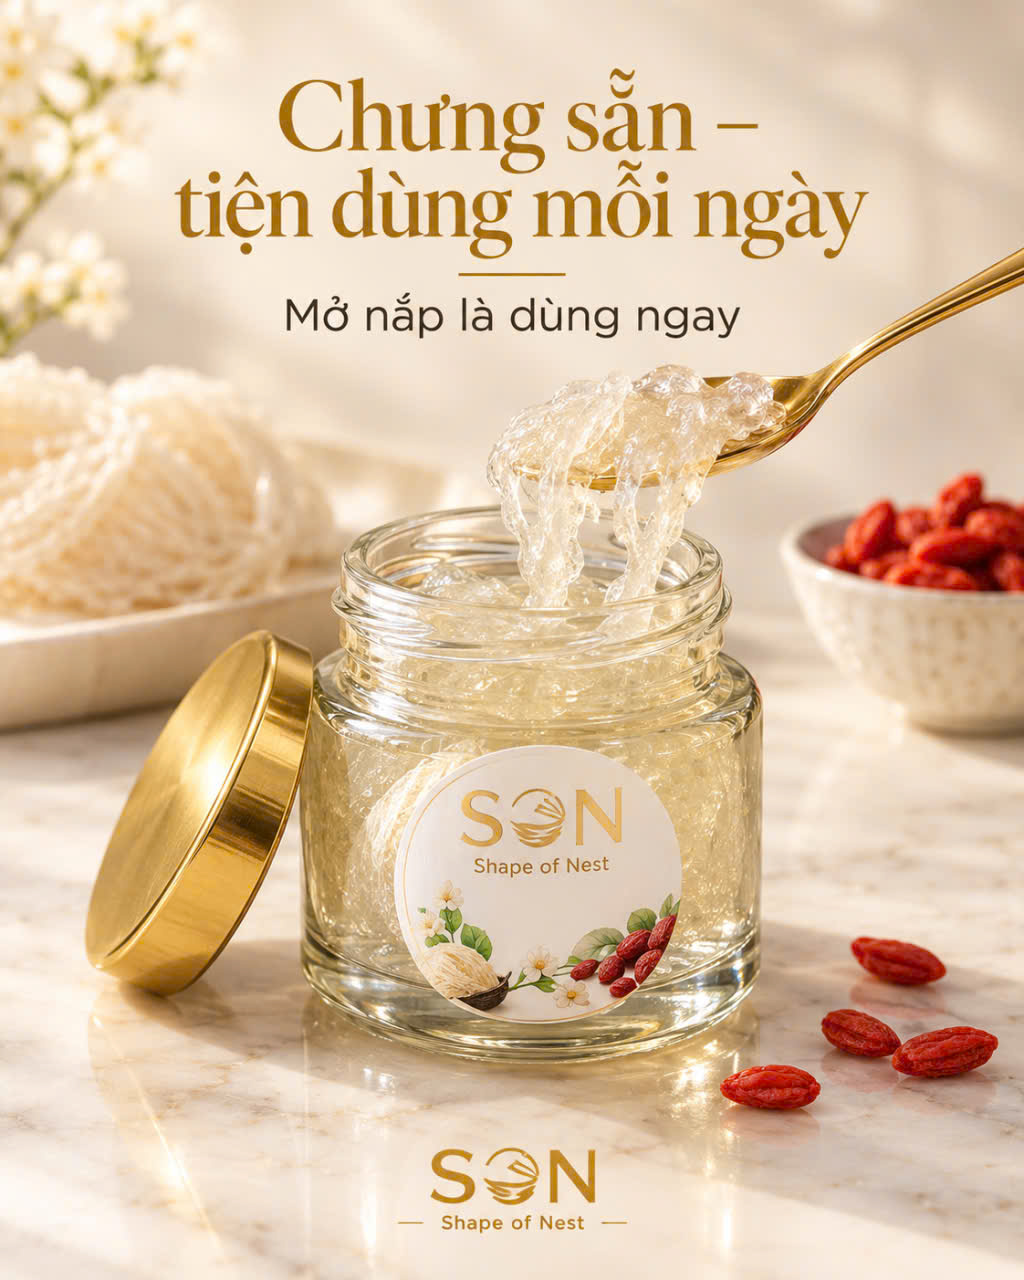 Chưng sẵn –
tiện dùng mỗi ngày
Mở nắp là dùng ngay
SON
Shape of Nest
SON
Shape of Nest